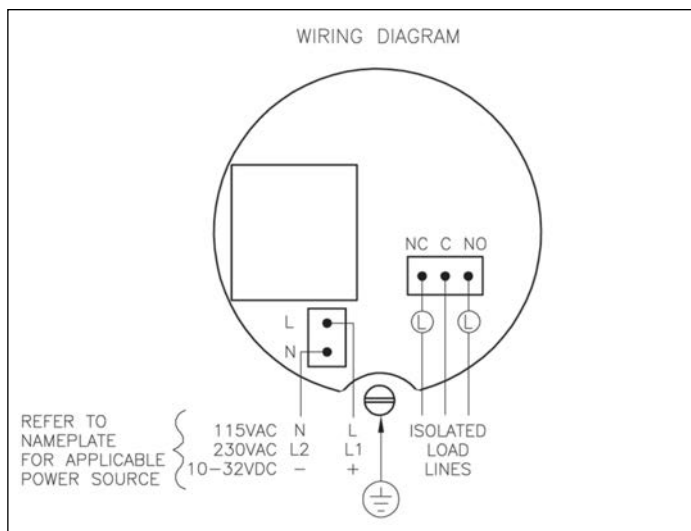 WIRING DIAGRAM
NC C NO
L L
L
N
REFER TO
NAMEPLATE
FOR APPLICABLE
POWER SOURCE
115VAC N L
230VAC L2 L1
10-32VDC - +
ISOLATED
LOAD
LINES